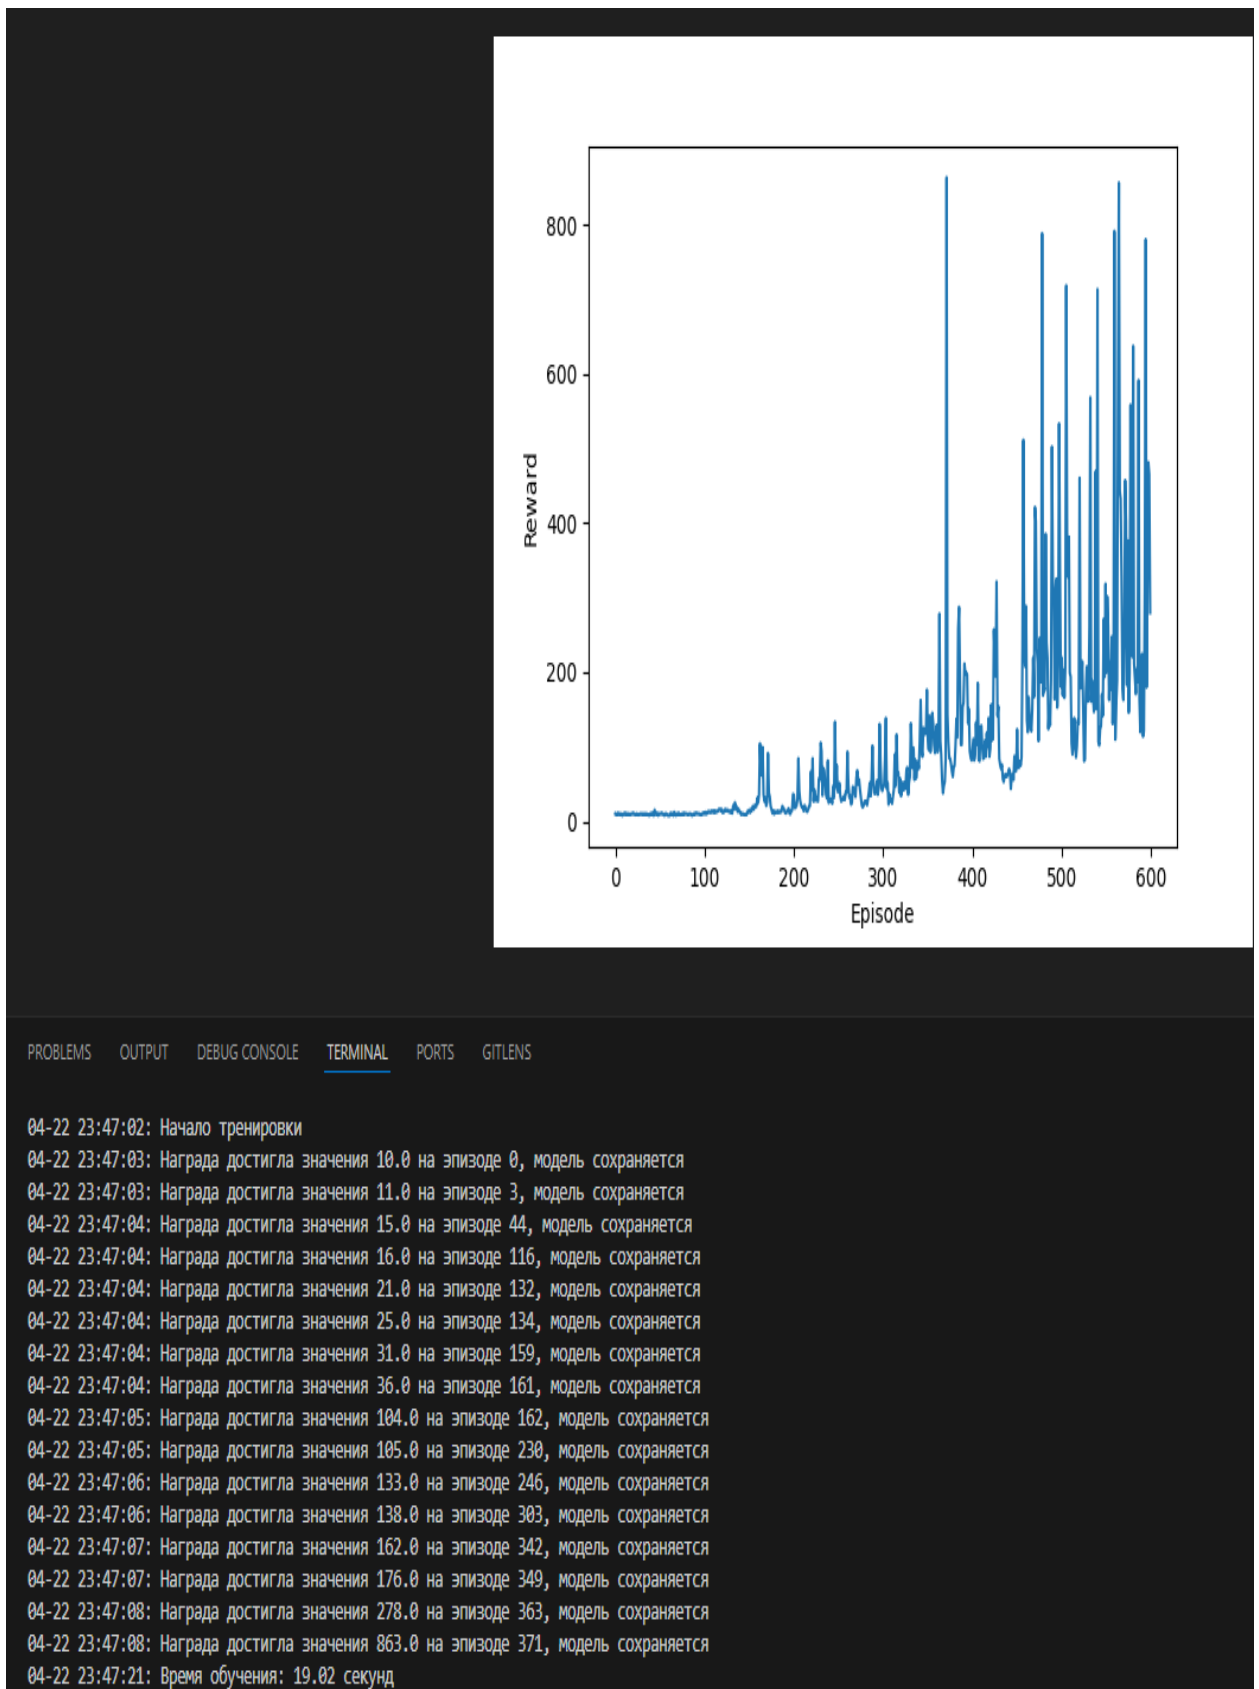 800
600
400
200
0
Reward
0 100 200 300 400 500 600
Episode
PROBLEMS OUTPUT DEBUG CONSOLE TERMINAL PORTS GITLENS
04-22 23:47:02: Начало тренировки
04-22 23:47:03: Награда достигла значения 10.0 на эпизоде 0, модель сохраняется
04-22 23:47:03: Награда достигла значения 11.0 на эпизоде 3, модель сохраняется
04-22 23:47:04: Награда достигла значения 15.0 на эпизоде 44, модель сохраняется
04-22 23:47:04: Награда достигла значения 16.0 на эпизоде 116, модель сохраняется
04-22 23:47:04: Награда достигла значения 21.0 на эпизоде 132, модель сохраняется
04-22 23:47:04: Награда достигла значения 25.0 на эпизоде 134, модель сохраняется
04-22 23:47:04: Награда достигла значения 31.0 на эпизоде 159, модель сохраняется
04-22 23:47:04: Награда достигла значения 36.0 на эпизоде 161, модель сохраняется
04-22 23:47:05: Награда достигла значения 104.0 на эпизоде 162, модель сохраняется
04-22 23:47:05: Награда достигла значения 105.0 на эпизоде 230, модель сохраняется
04-22 23:47:06: Награда достигла значения 133.0 на эпизоде 246, модель сохраняется
04-22 23:47:06: Награда достигла значения 138.0 на эпизоде 303, модель сохраняется
04-22 23:47:07: Награда достигла значения 162.0 на эпизоде 342, модель сохраняется
04-22 23:47:07: Награда достигла значения 176.0 на эпизоде 349, модель сохраняется
04-22 23:47:08: Награда достигла значения 278.0 на эпизоде 363, модель сохраняется
04-22 23:47:08: Награда достигла значения 863.0 на эпизоде 371, модель сохраняется
04-22 23:47:21: Время обучения: 19.02 секунд